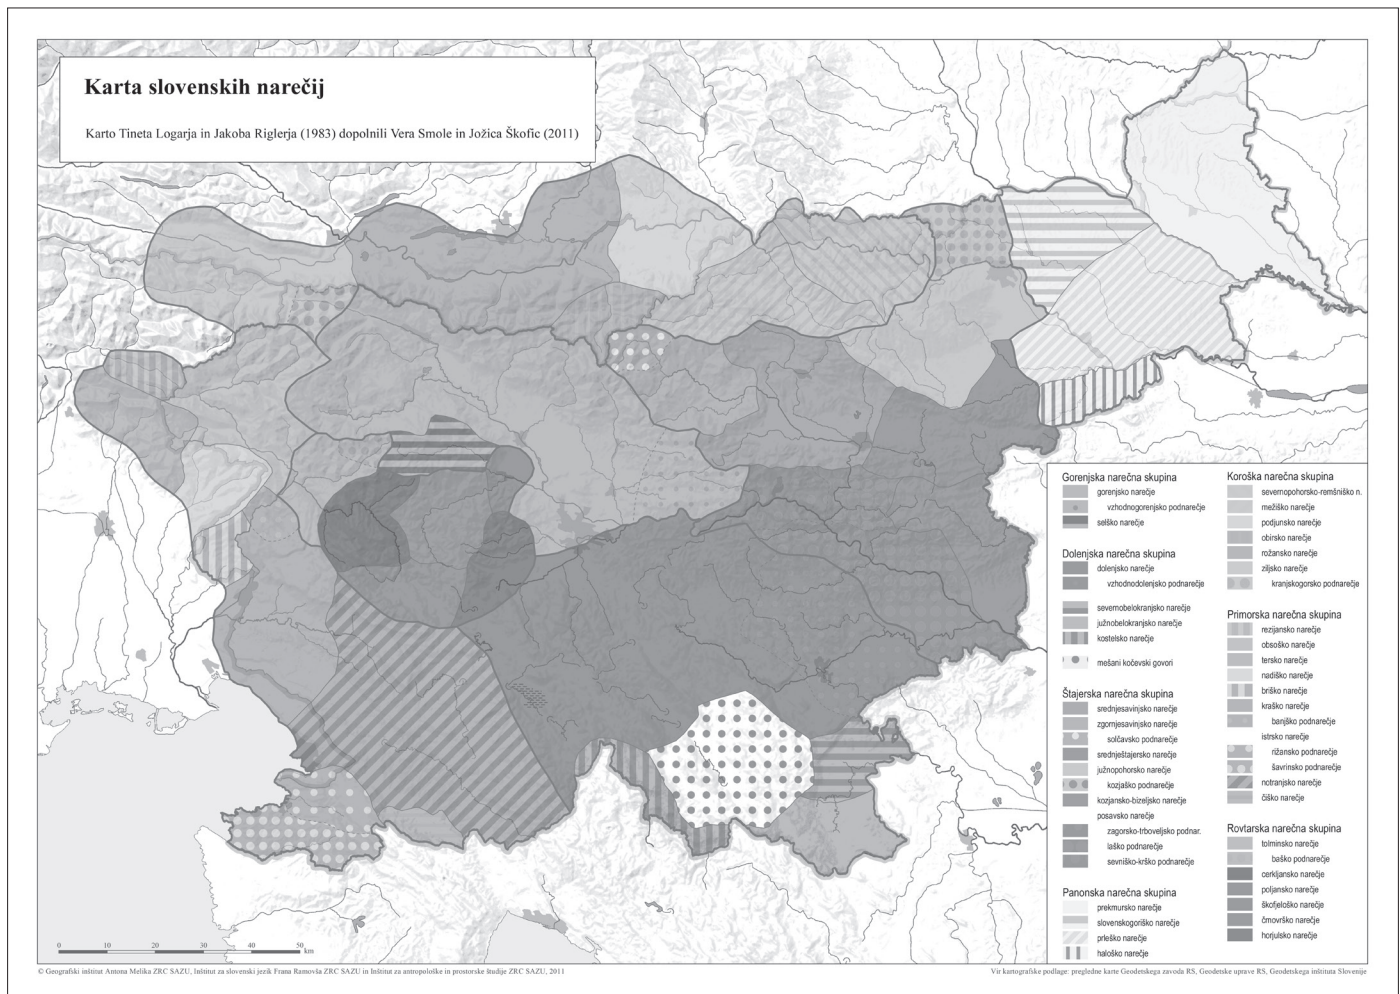 Karta slovenskih narečij
Karto Tineta Logarja in Jakoba Riglerja (1983) dopolnili Vera Smole in Jožica Škofic (2011)
Gorenjska narečna skupina
gorenjsko narečje
vzhodnogorenjsko podnarečje
selško narečje
Dolenjska narečna skupina
dolenjsko narečje
vzhodnodolenjsko podnarečje
severnobelokranjsko narečje
južnobelokranjsko narečje
kostelsko narečje
mešani kočevski govori
Štajerska narečna skupina
srednjesavinjsko narečje
zgornjesavinjsko narečje
solčavsko podnarečje
srednještajersko narečje
južnopohorsko narečje
kozjaško podnarečje
kozjansko-bizeljsko narečje
posavsko narečje
zagorsko-trboveljsko podnar.
laško podnarečje
sevniško-krško podnarečje
Panonska narečna skupina
prekmursko narečje
slovenskogoriško narečje
prleško narečje
haloško narečje
Koroška narečna skupina
severnopohorsko-remšniško n.
mežiško narečje
podjunsko narečje
obirsko narečje
rožansko narečje
ziljsko narečje
kranjskogorsko podnarečje
Primorska narečna skupina
rezijansko narečje
obsoško narečje
tersko narečje
nadiško narečje
briško narečje
kraško narečje
banjško podnarečje
istrsko narečje
rižansko podnarečje
šavrinsko podnarečje
notranjsko narečje
čiško narečje
Rovtarska narečna skupina
tolminsko narečje
baško podnarečje
cerkljansko narečje
poljansko narečje
škofjeloško narečje
črnovrško narečje
horjulsko narečje
0 10 20 30 40 50 km
© Geografski inštitut Antona Melika ZRC SAZU, Inštitut za slovenski jezik Frana Ramovša ZRC SAZU in Inštitut za antropološke in prostorske študije ZRC SAZU, 2011
Vir kartografske podlage: pregledne karte Geodetskega zavoda RS, Geodetske uprave RS, Geodetskega inštituta Slovenije